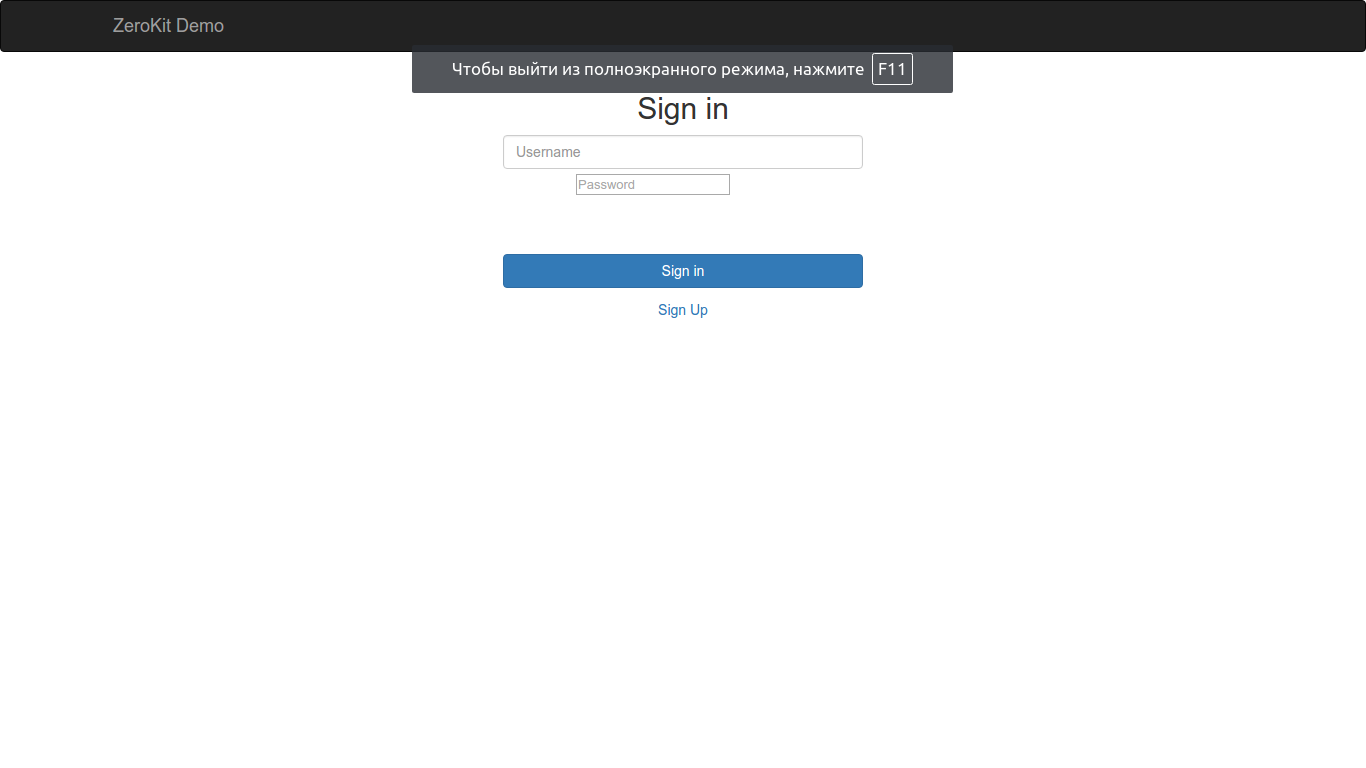 ZeroKit Demo
Чтобы выйти из полноэкранного режима, нажмите F11
Sign in
Username
Password
Sign in
Sign Up